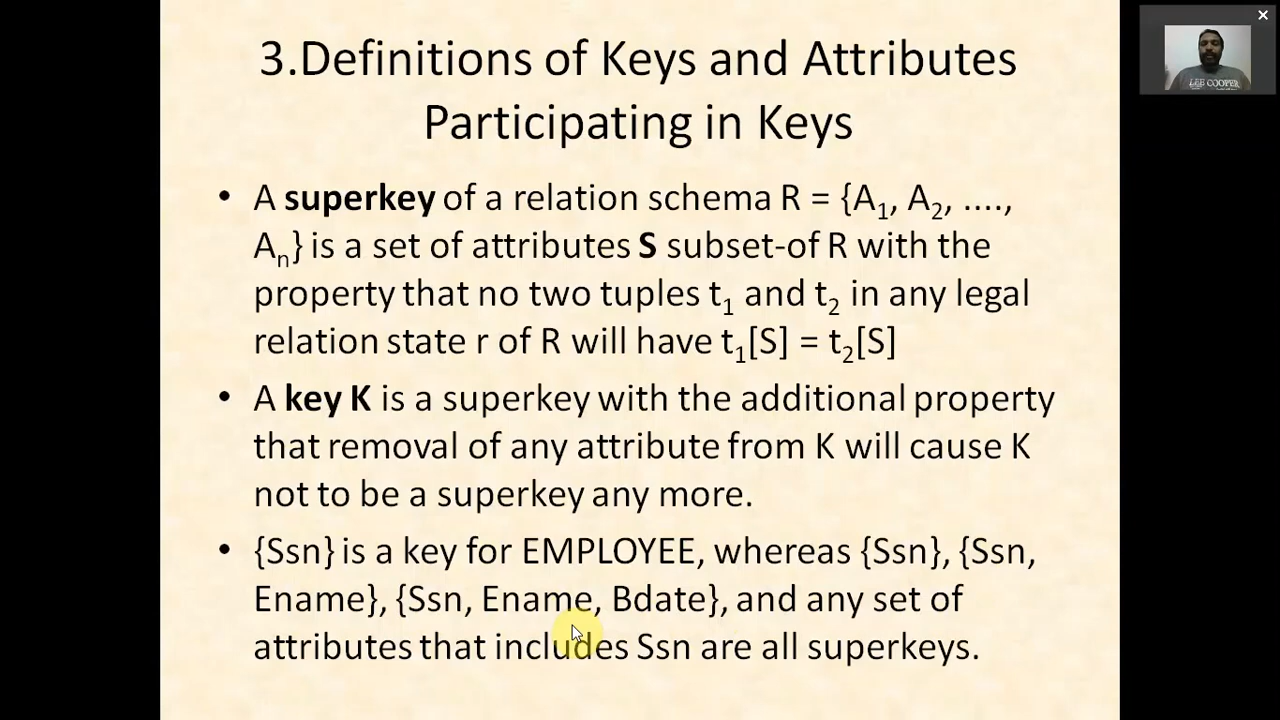 3.Definitions of Keys and Attributes
Participating in Keys
• A superkey of a relation schema R = {A₁, A₂, ....,
Aₙ} is a set of attributes S subset-of R with the
property that no two tuples t₁ and t₂ in any legal
relation state r of R will have t₁[S] = t₂[S]
• A key K is a superkey with the additional property
that removal of any attribute from K will cause K
not to be a superkey any more.
• {Ssn} is a key for EMPLOYEE, whereas {Ssn}, {Ssn,
Ename}, {Ssn, Ename, Bdate}, and any set of
attributes that includes Ssn are all superkeys.
LEE COOPER